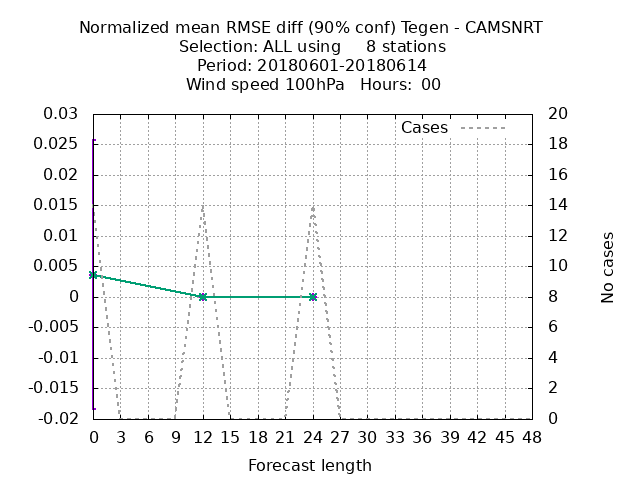 Normalized mean RMSE diff (90% conf) Tegen - CAMSNRT
Selection: ALL using     8 stations
Period: 20180601-20180614
Wind speed 100hPa   Hours:  00
Cases
0.03
0.025
0.02
0.015
0.01
0.005
0
-0.005
-0.01
-0.015
-0.02
20
18
16
14
12
10
8
6
4
2
0
No cases
0 3 6 9 12 15 18 21 24 27 30 33 36 39 42 45 48
Forecast length